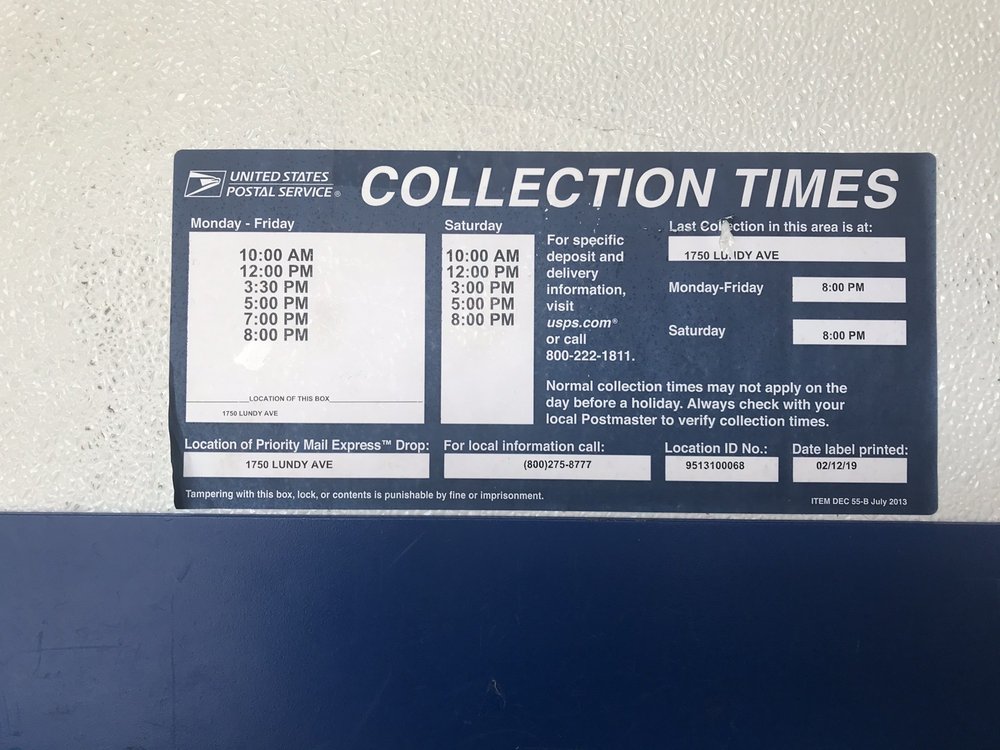 UNITED STATES
POSTAL SERVICE®
COLLECTION TIMES
Monday - Friday
10:00 AM
12:00 PM
3:30 PM
5:00 PM
7:00 PM
8:00 PM
LOCATION OF THIS BOX
1750 LUNDY AVE
Saturday
10:00 AM
12:00 PM
3:00 PM
5:00 PM
8:00 PM
For specific
deposit and
delivery
information,
visit
usps.com®
or call
800-222-1811.
Last Collection in this area is at:
1750 LUNDY AVE
Monday-Friday
8:00 PM
Saturday
8:00 PM
Normal collection times may not apply on the
day before a holiday. Always check with your
local Postmaster to verify collection times.
Location of Priority Mail Express™ Drop:
1750 LUNDY AVE
For local information call:
(800)275-8777
Location ID No.:
9513100068
Date label printed:
02/12/19
Tampering with this box, lock, or contents is punishable by fine or imprisonment.
ITEM DEC 55-B July 2013